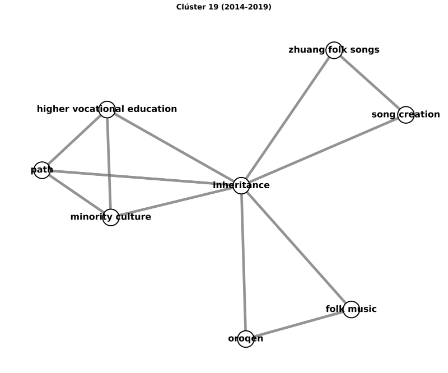 Clúster 19 (2014-2019)
zhuang folk songs
higher vocational education
song creation
path
inheritance
minority culture
folk music
oroqen